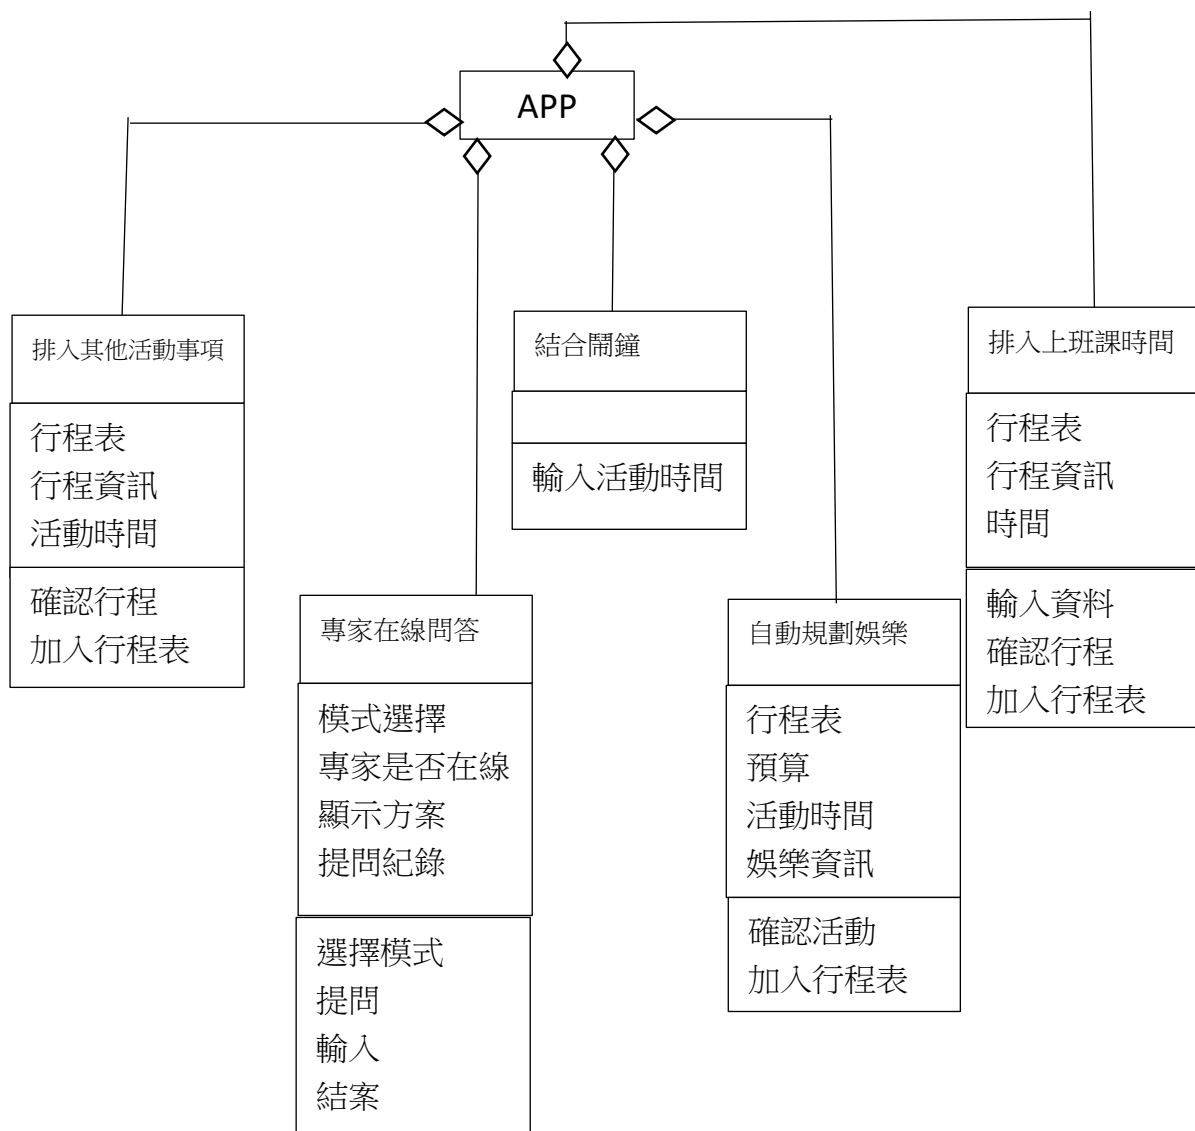 APP
排入其他活動事項
行程表
行程資訊
活動時間
確認行程
加入行程表
專家在線問答
模式選擇
專家是否在線
顯示方案
提問紀錄
選擇模式
提問
輸入
結案
結合鬧鐘
輸入活動時間
自動規劃娛樂
行程表
預算
活動時間
娛樂資訊
確認活動
加入行程表
排入上班課時間
行程表
行程資訊
時間
輸入資料
確認行程
加入行程表